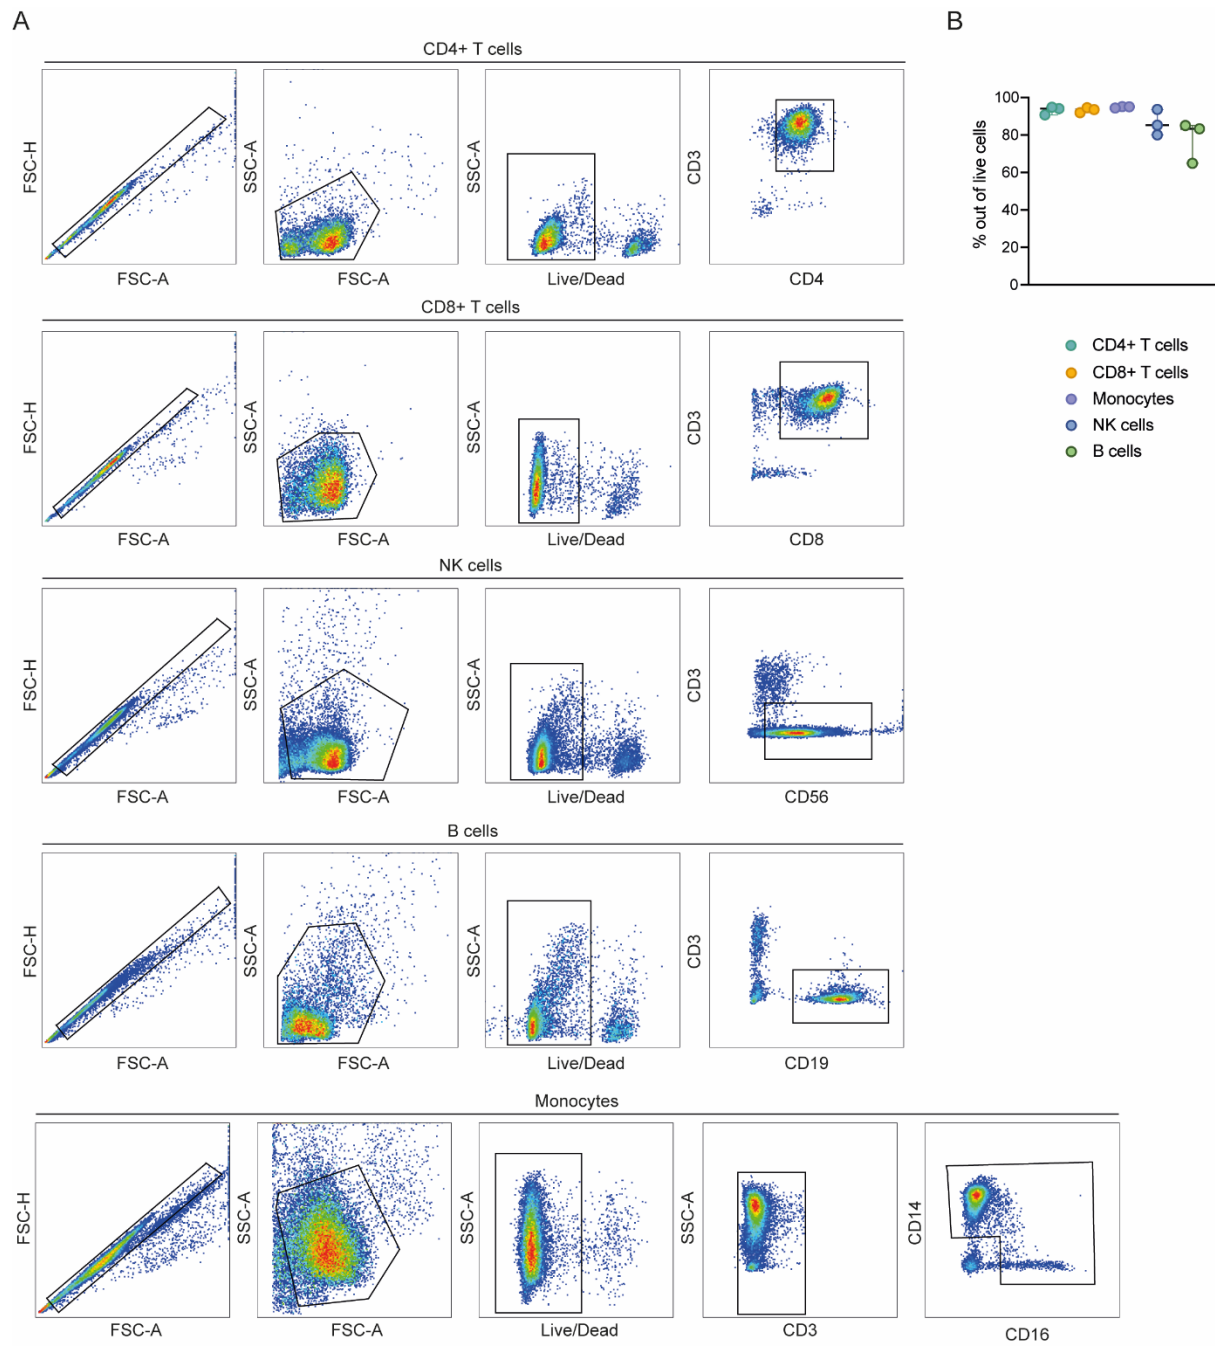 A
B
CD4+ T cells
FSC-H
FSC-A
SSC-A
FSC-A
SSC-A
Live/Dead
CD3
CD4
CD8+ T cells
FSC-H
FSC-A
SSC-A
FSC-A
SSC-A
Live/Dead
CD3
CD8
NK cells
FSC-H
FSC-A
SSC-A
FSC-A
SSC-A
Live/Dead
CD3
CD56
B cells
FSC-H
FSC-A
SSC-A
FSC-A
SSC-A
Live/Dead
CD3
CD19
Monocytes
FSC-H
FSC-A
SSC-A
FSC-A
SSC-A
Live/Dead
SSC-A
CD3
CD14
CD16
% out of live cells
100
80
60
40
20
0
CD4+ T cells
CD8+ T cells
Monocytes
NK cells
B cells